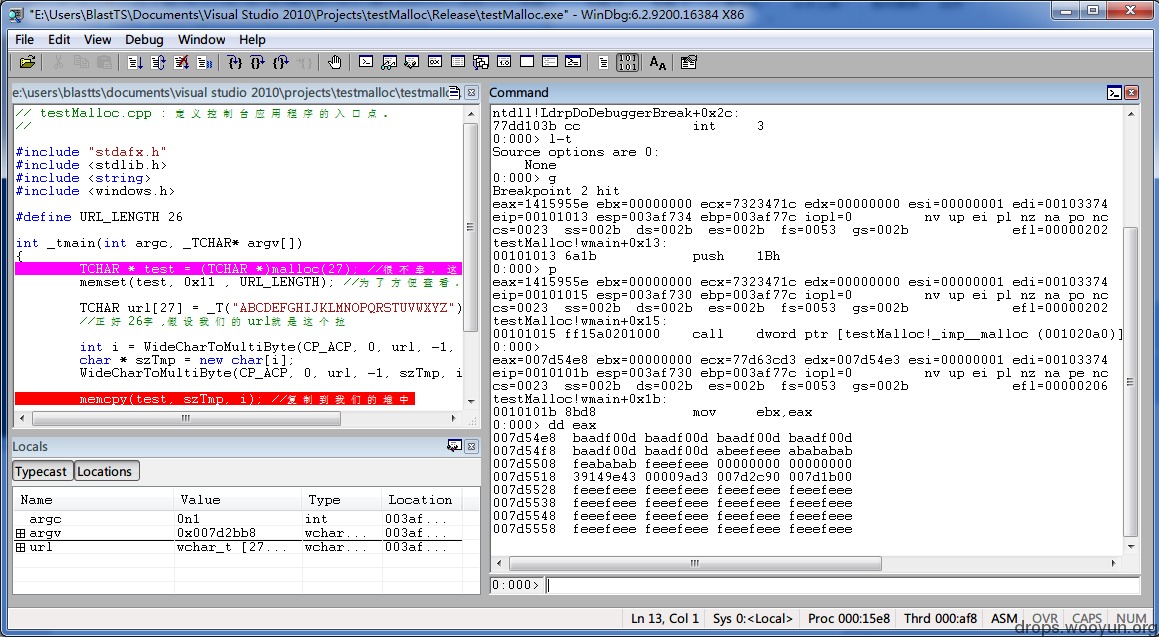 "E:\Users\BlastTS\Documents\Visual Studio 2010\Projects\testMalloc\Release\testMalloc.exe" - WinDbg:6.2.9200.16384 X86
File Edit View Debug Window Help
e:\users\blastts\documents\visual studio 2010\projects\testmalloc\testmallo
// testMalloc.cpp : 定义控制台应用程序的入口点.
//
#include "stdafx.h"
#include <stdlib.h>
#include <string>
#include <windows.h>
#define URL_LENGTH 26
int _tmain(int argc, _TCHAR* argv[])
{
TCHAR * test = (TCHAR *)malloc(27); //很不幸. 这
memset(test, 0x11 , URL_LENGTH); //为了方便查看.
TCHAR url[27] = _T("ABCDEFGHIJKLMNOPQRSTUVWXYZ")
//正好26字,假设我们的url就是这个拉
int i = WideCharToMultiByte(CP_ACP, 0, url, -1,
char * szTmp = new char[i];
WideCharToMultiByte(CP_ACP, 0, url, -1, szTmp, i
memcpy(test, szTmp, i); //复制到我们的堆中
Locals
Typecast Locations
Name Value Type Location
argc 0n1 int 003af...
argv 0x007d2bb8 wchar... 003af...
url wchar_t [27... wchar... 003af...
Command
ntdll!LdrpDoDebuggerBreak+0x2c:
77dd103b cc int 3
0:000> l-t
Source options are 0:
None
0:000> g
Breakpoint 2 hit
eax=1415955e ebx=00000000 ecx=7323471c edx=00000000 esi=00000001 edi=00103374
eip=00101013 esp=003af734 ebp=003af77c iopl=0 nv up ei pl nz na po nc
cs=0023 ss=002b ds=002b es=002b fs=0053 gs=002b efl=00000202
testMalloc!wmain+0x13:
00101013 6a1b push 1Bh
0:000> p
eax=1415955e ebx=00000000 ecx=7323471c edx=00000000 esi=00000001 edi=00103374
eip=00101015 esp=003af730 ebp=003af77c iopl=0 nv up ei pl nz na po nc
cs=0023 ss=002b ds=002b es=002b fs=0053 gs=002b efl=00000202
testMalloc!wmain+0x15:
00101015 ff15a0201000 call dword ptr [testMalloc!_imp__malloc (001020a0)]
0:000>
eax=007d54e8 ebx=00000000 ecx=77d63cd3 edx=007d54e3 esi=00000001 edi=00103374
eip=0010101b esp=003af730 ebp=003af77c iopl=0 nv up ei pl nz na pe nc
cs=0023 ss=002b ds=002b es=002b fs=0053 gs=002b efl=00000206
testMalloc!wmain+0x1b:
0010101b 8bd8 mov ebx,eax
0:000> dd eax
007d54e8 baadf00d baadf00d baadf00d baadf00d
007d54f8 baadf00d baadf00d abeefeee abababab
007d5508 feababab feeefeee 00000000 00000000
007d5518 39149e43 00009ad3 007d2c90 007d1b00
007d5528 feeefeee feeefeee feeefeee feeefeee
007d5538 feeefeee feeefeee feeefeee feeefeee
007d5548 feeefeee feeefeee feeefeee feeefeee
007d5558 feeefeee feeefeee feeefeee feeefeee
0:000>
Ln 13, Col 1 Sys 0:<Local> Proc 000:15e8 Thrd 000:af8 ASM OVR CAPS NUM
drops.wooyun.org